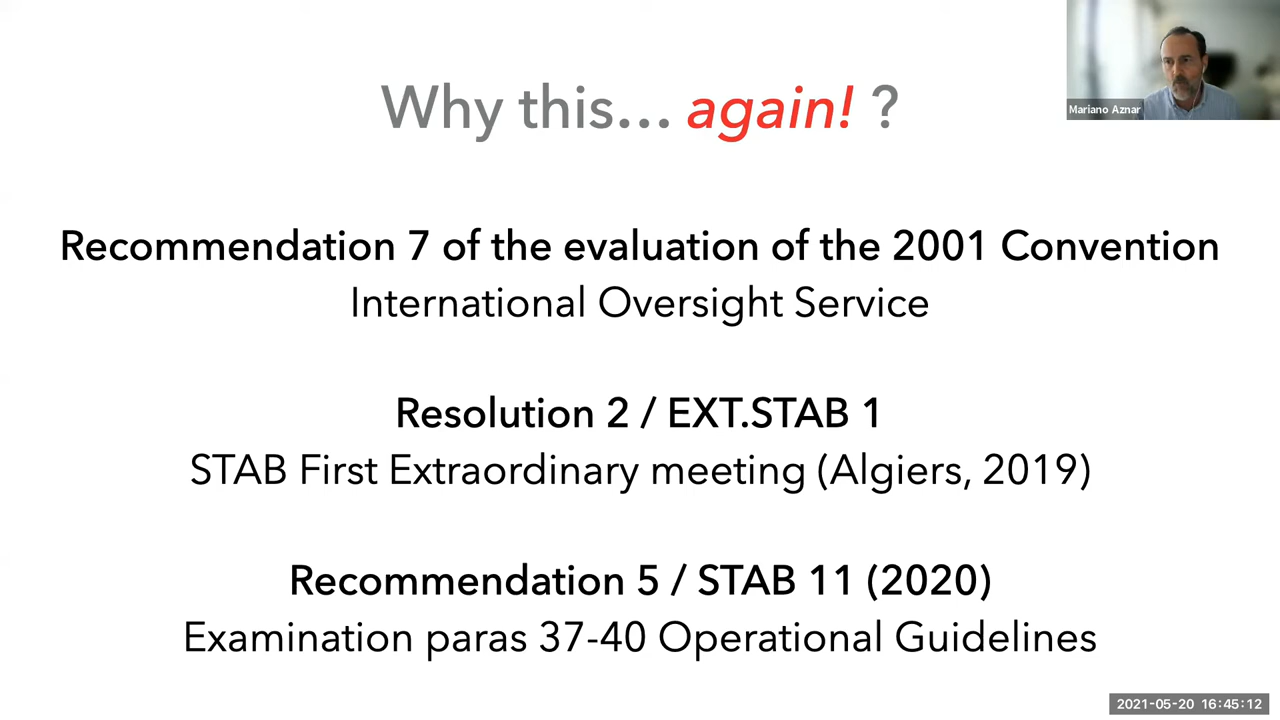 Why this... again! ?
Mariano Aznar
Recommendation 7 of the evaluation of the 2001 Convention
International Oversight Service
Resolution 2 / EXT.STAB 1
STAB First Extraordinary meeting (Algiers, 2019)
Recommendation 5 / STAB 11 (2020)
Examination paras 37-40 Operational Guidelines
2021-05-20 16:45:12